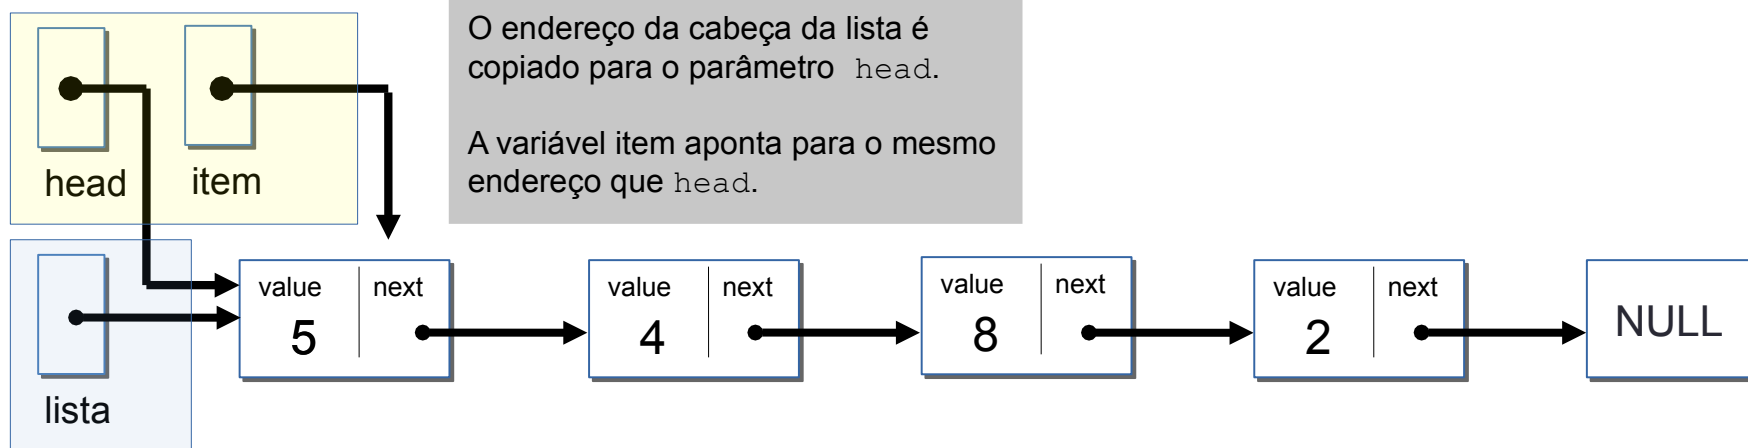 O endereço da cabeça da lista é
copiado para o parâmetro head.
A variável item aponta para o mesmo
endereço que head.
head
item
value next
5
value next
4
value next
8
value next
2
NULL
lista